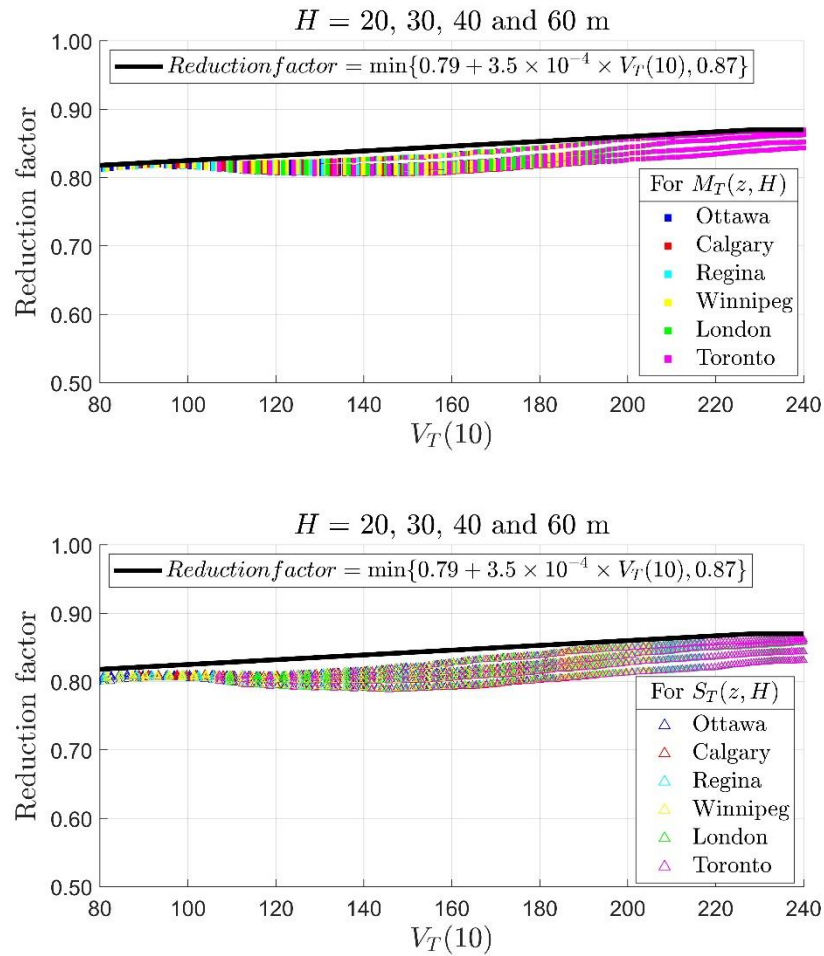 H = 20, 30, 40 and 60 m
1.00
Reductionfactor = min{0.79 + 3.5 × 10⁻⁴ × V_T(10), 0.87}
0.90
0.80
0.70
0.60
0.50
Reduction factor
For M_T(z, H)
Ottawa
Calgary
Regina
Winnipeg
London
Toronto
80 100 120 140 160 180 200 220 240
V_T(10)
H = 20, 30, 40 and 60 m
1.00
Reductionfactor = min{0.79 + 3.5 × 10⁻⁴ × V_T(10), 0.87}
0.90
0.80
0.70
0.60
0.50
Reduction factor
For S_T(z, H)
Ottawa
Calgary
Regina
Winnipeg
London
Toronto
80 100 120 140 160 180 200 220 240
V_T(10)